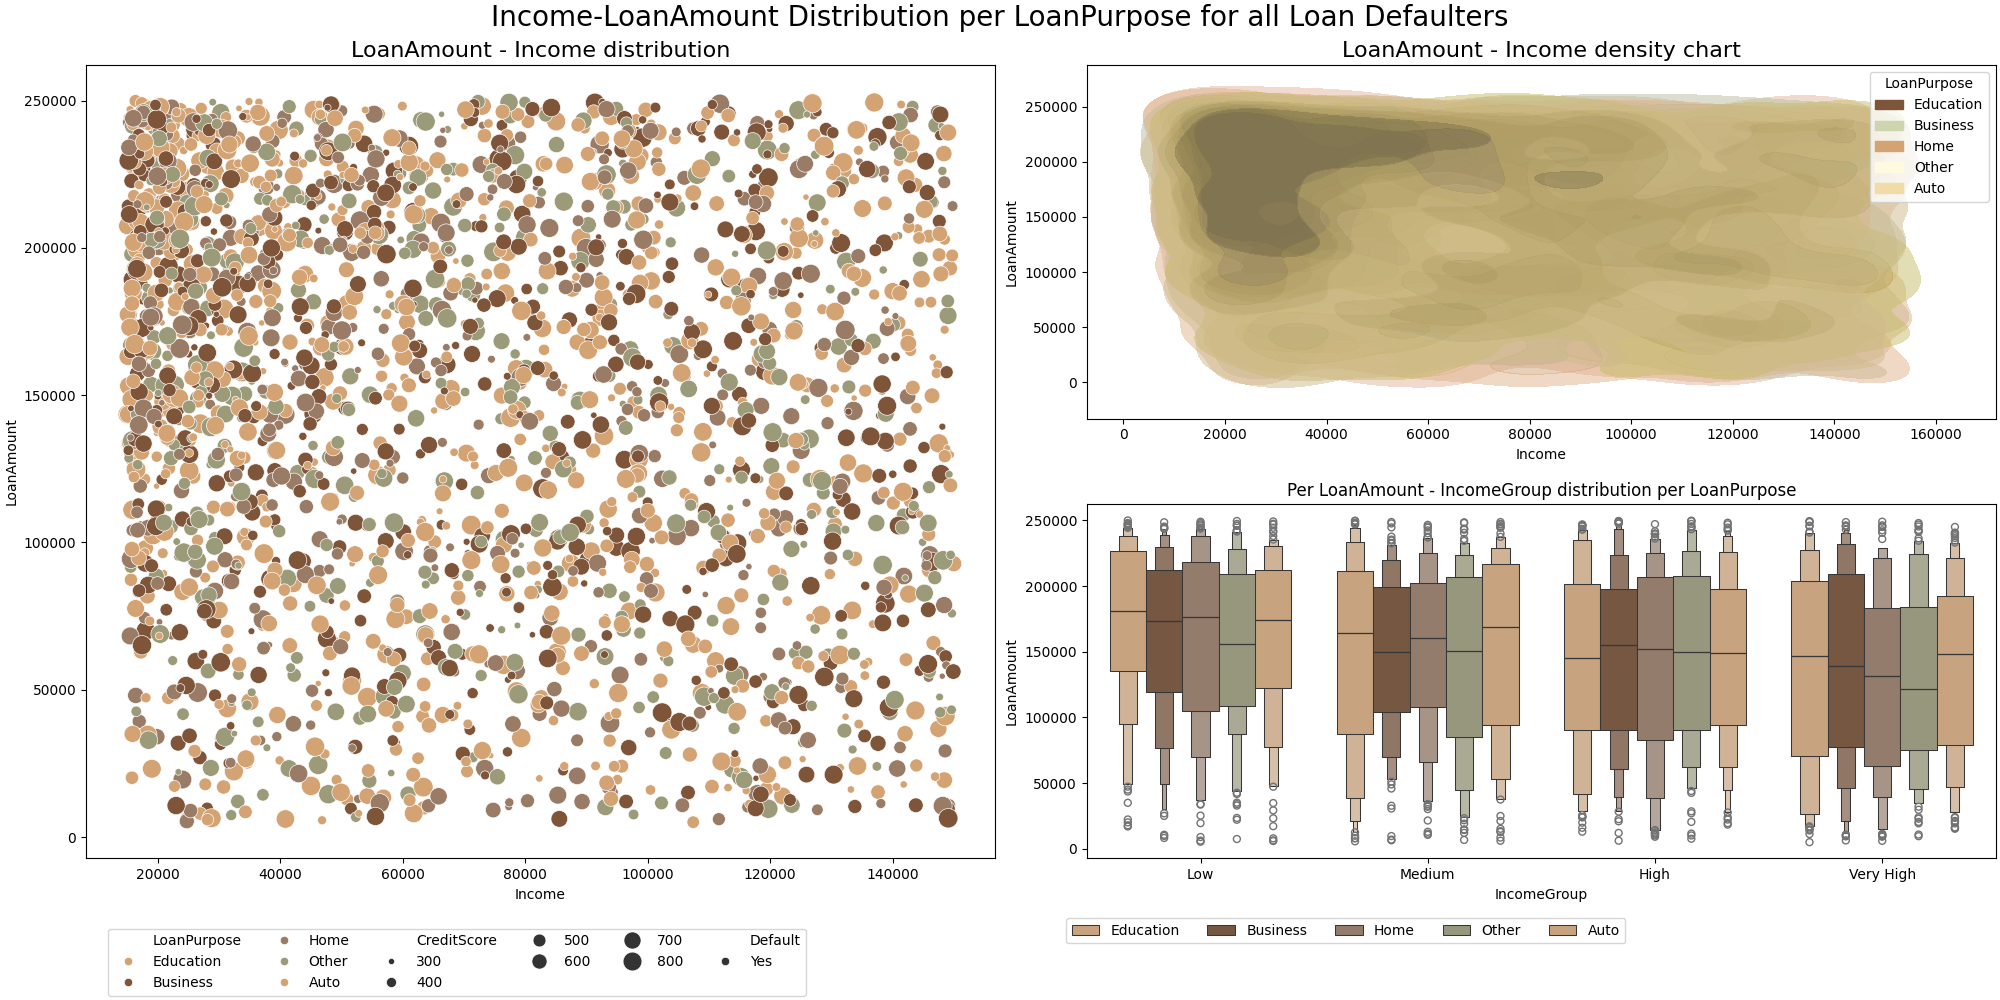 Income-LoanAmount Distribution per LoanPurpose for all Loan Defaulters
LoanAmount - Income distribution
250000
200000
150000
100000
50000
0
LoanAmount
20000 40000 60000 80000 100000 120000 140000
Income
LoanPurpose Home CreditScore 500 700 Default
Education Other 300 600 800 Yes
Business Auto 400
LoanAmount - Income density chart
LoanPurpose
Education
Business
Home
Other
Auto
250000
200000
150000
100000
50000
0
LoanAmount
0 20000 40000 60000 80000 100000 120000 140000 160000
Income
Per LoanAmount - IncomeGroup distribution per LoanPurpose
250000
200000
150000
100000
50000
0
LoanAmount
Low Medium High Very High
IncomeGroup
Education Business Home Other Auto